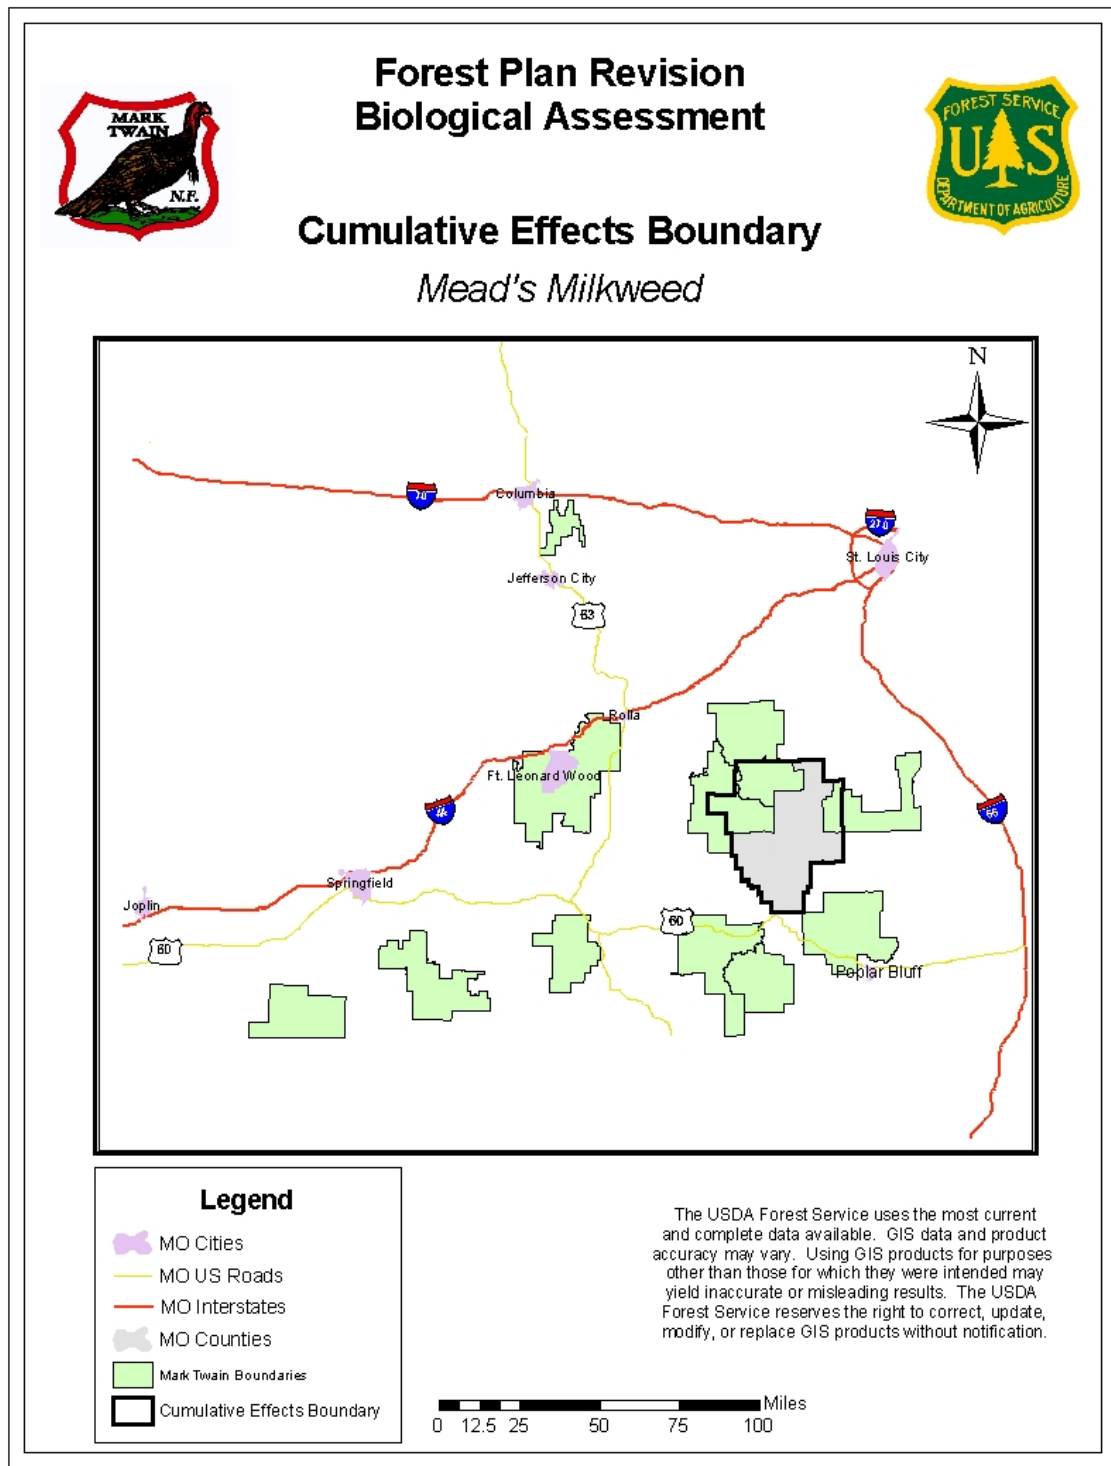 Forest Plan Revision
Biological Assessment
MARK
TWAIN
N.F.
FOREST SERVICE
U S
DEPARTMENT OF AGRICULTURE
Cumulative Effects Boundary
Mead's Milkweed
N
70
Columbia
270
St. Louis City
Jefferson City
63
Rolla
Ft. Leonard Wood
44
55
Springfield
Joplin
60
60
Poplar Bluff
Legend
MO Cities
MO US Roads
MO Interstates
MO Counties
Mark Twain Boundaries
Cumulative Effects Boundary
The USDA Forest Service uses the most current
and complete data available. GIS data and product
accuracy may vary. Using GIS products for purposes
other than those for which they were intended may
yield inaccurate or misleading results. The USDA
Forest Service reserves the right to correct, update,
modify, or replace GIS products without notification.
Miles
0 12.5 25 50 75 100